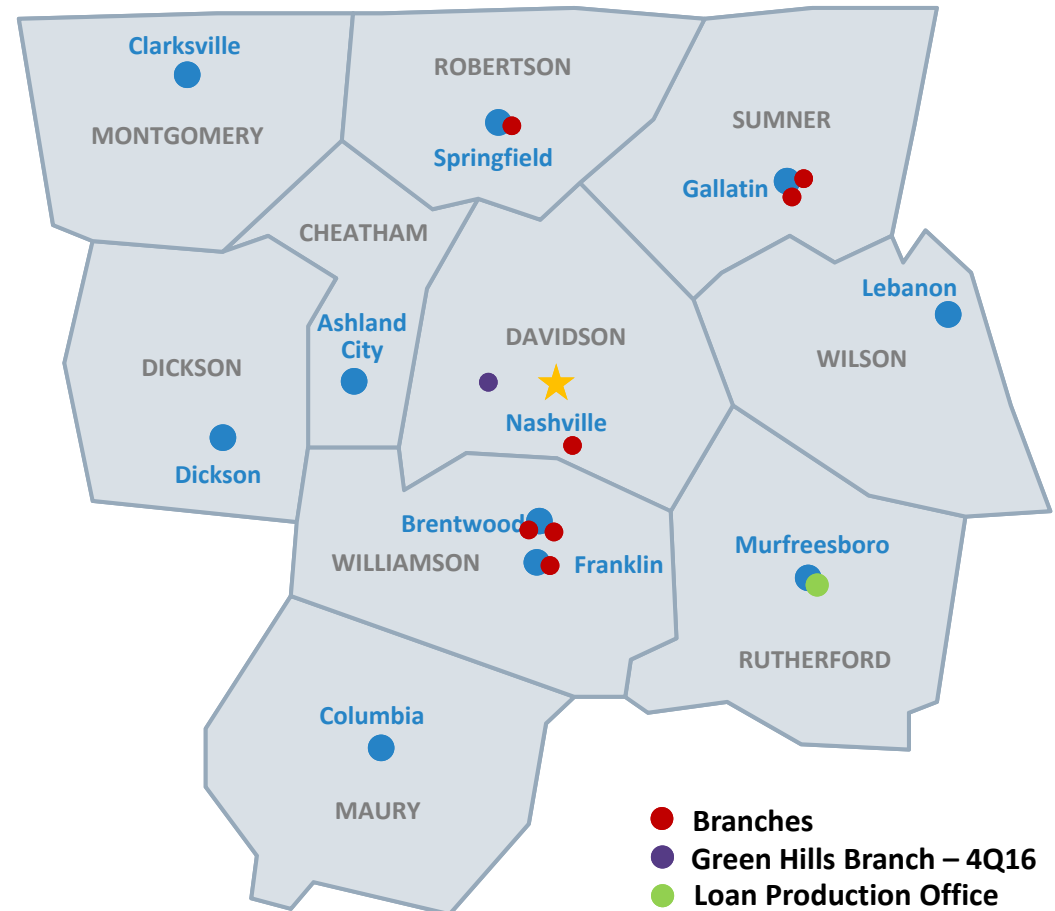 Clarksville
MONTGOMERY
ROBERTSON
Springfield
SUMNER
Gallatin
CHEATHAM
Ashland
City
DICKSON
Dickson
DAVIDSON
Nashville
Lebanon
WILSON
Brentwood
WILLIAMSON
Franklin
Murfreesboro
RUTHERFORD
Columbia
MAURY
Branches
Green Hills Branch – 4Q16
Loan Production Office